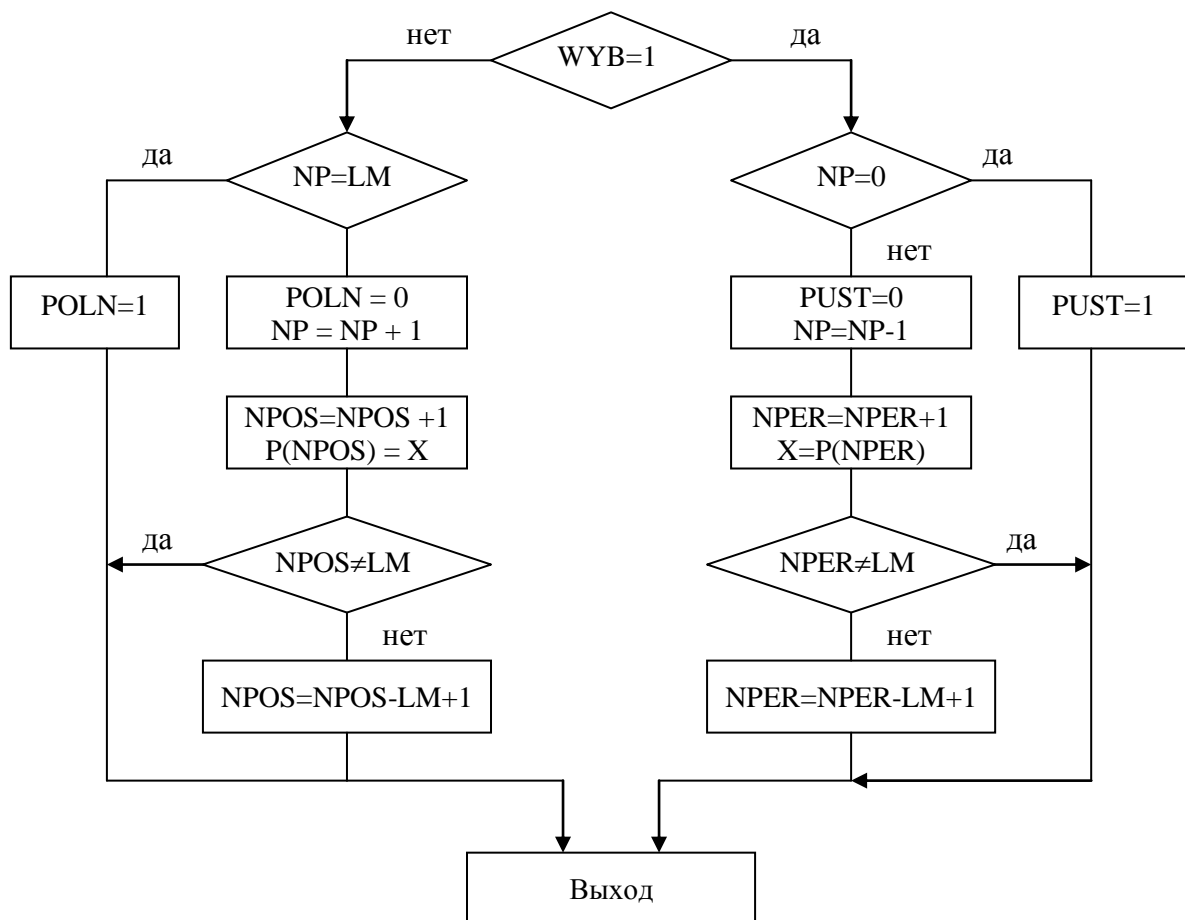 нет
WYB=1
да
да
NP=LM
NP=0
да
нет
POLN=1
POLN = 0
NP = NP + 1
PUST=0
NP=NP-1
PUST=1
NPOS=NPOS +1
P(NPOS) = X
NPER=NPER+1
X=P(NPER)
да
NPOS≠LM
NPER≠LM
да
нет
нет
NPOS=NPOS-LM+1
NPER=NPER-LM+1
Выход